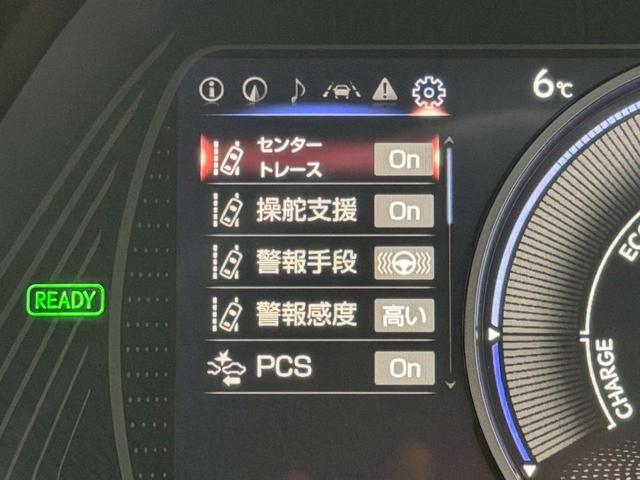 6℃
センター
トレース
On
操舵支援
On
警報手段
警報感度
高い
PCS
On
READY
ECO
CHARGE